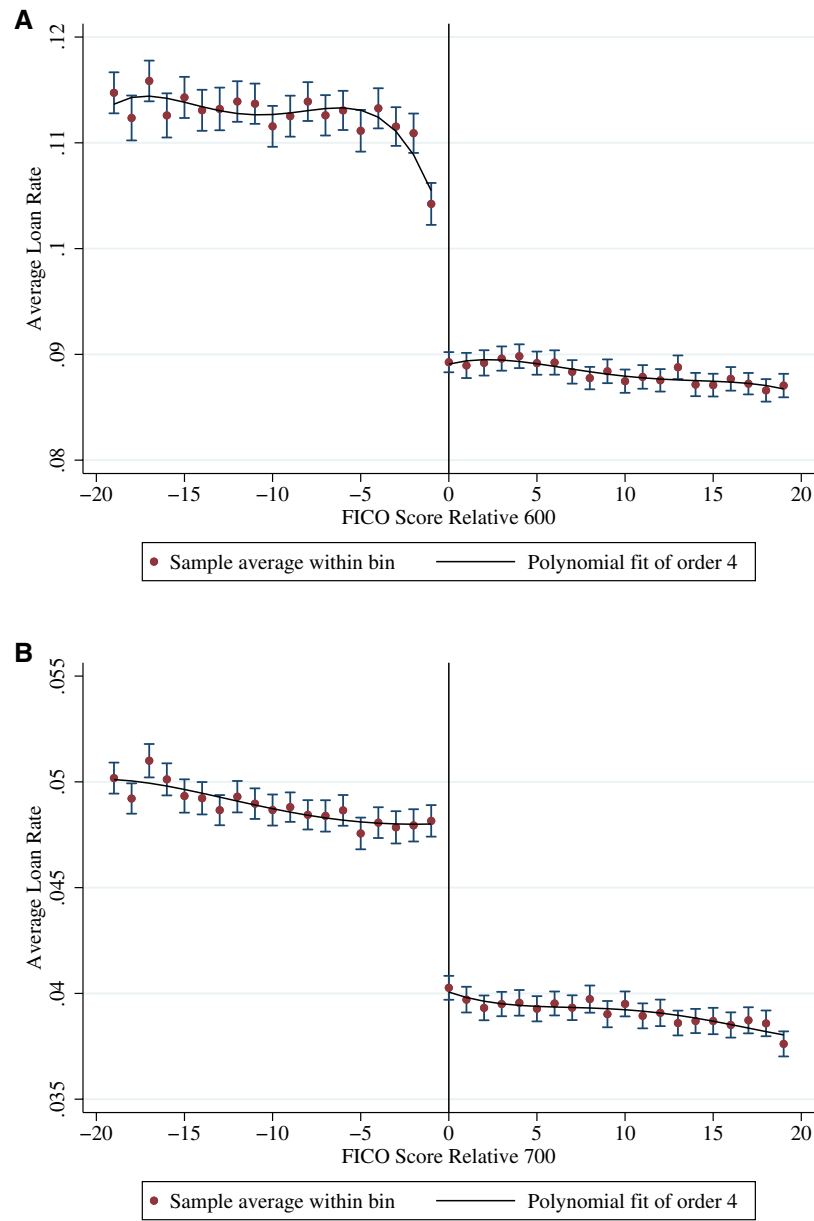 A
.12
.11
.1
.09
.08
Average Loan Rate
−20 −15 −10 −5 0 5 10 15 20
FICO Score Relative 600
Sample average within bin Polynomial fit of order 4
B
.055
.05
.045
.04
.035
Average Loan Rate
−20 −15 −10 −5 0 5 10 15 20
FICO Score Relative 700
Sample average within bin Polynomial fit of order 4